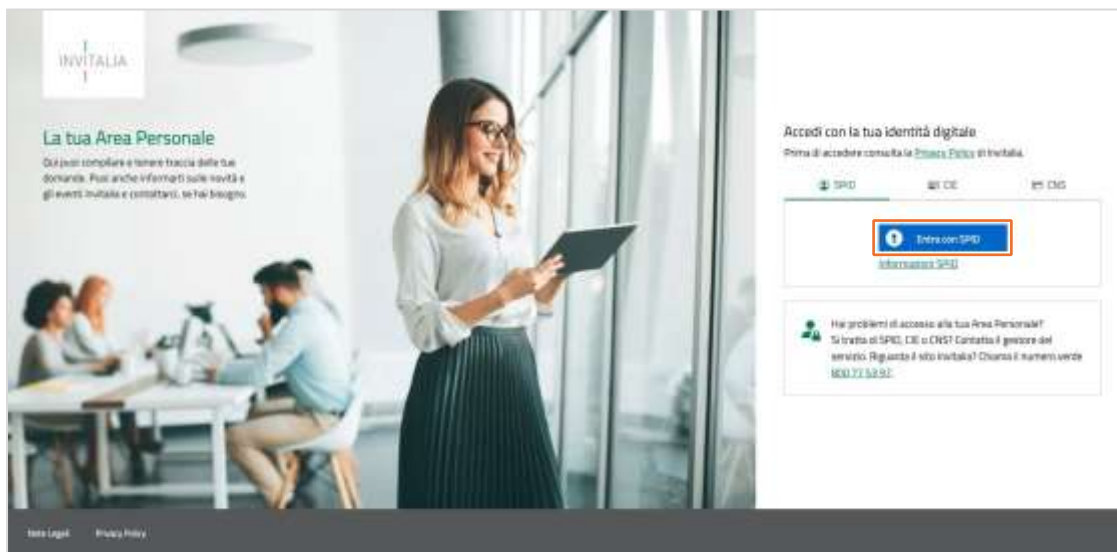 INVITALIA
La tua Area Personale
Qui puoi compilare e tenere traccia delle tue
domande. Puoi anche informarti sulle novità e
gli eventi Invitalia e contattarci, se hai bisogno.
Accedi con la tua identità digitale
Prima di accedere consulta la Privacy Policy di Invitalia.
SPID CIE CNS
Entra con SPID
Informazioni SPID
Hai problemi di accesso alla tua Area Personale?
Si tratta di SPID, CIE o CNS? Contatta il gestore del
servizio. Riguarda il sito Invitalia? Chiama il numero verde
800 77 53 97.
Note Legali Privacy Policy